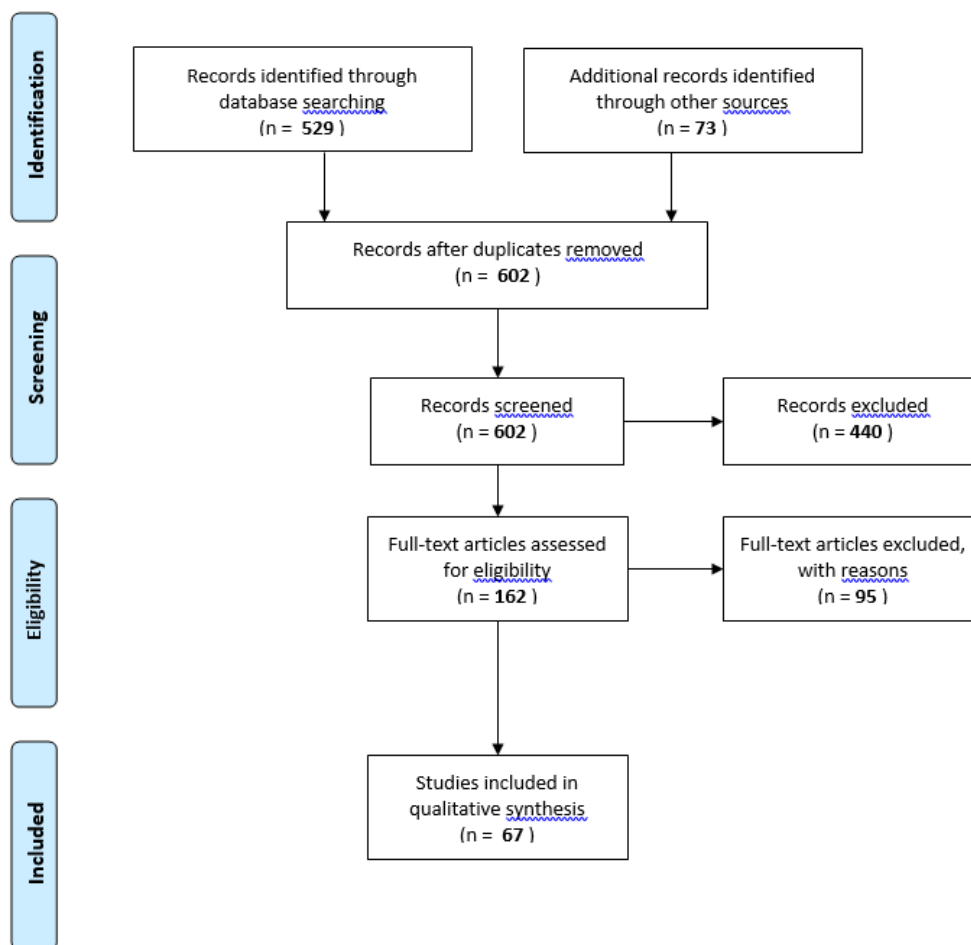 Identification
Records identified through
database searching
(n =  529 )
Additional records identified
through other sources
(n = 73 )
Records after duplicates removed
(n =  602 )
Screening
Records screened
(n = 602 )
Records excluded
(n = 440 )
Eligibility
Full-text articles assessed
for eligibility
(n = 162 )
Full-text articles excluded,
with reasons
(n = 95 )
Included
Studies included in
qualitative synthesis
(n =  67 )